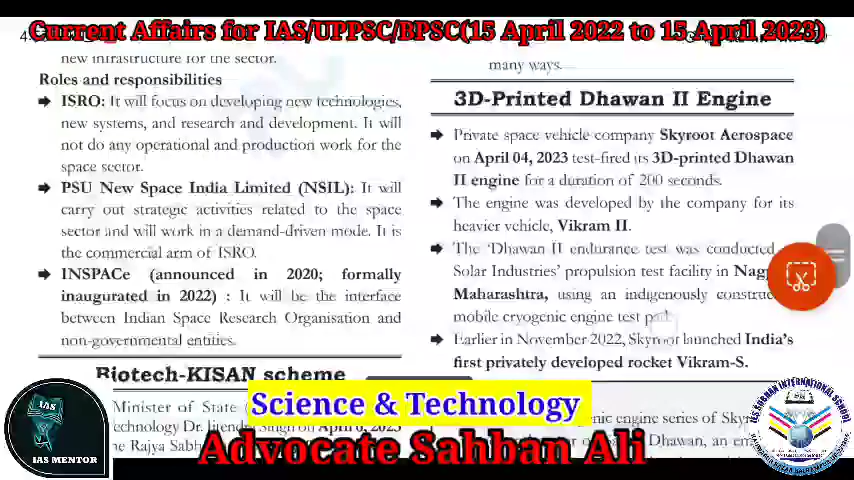 Current Affairs for IAS/UPPSC/BPSC(15 April 2022 to 15 April 2023)
new infrastructure for the sector.
Roles and responsibilities
ISRO: It will focus on developing new technologies,
new systems, and research and development. It will
not do any operational and production work for the
space sector.
PSU New Space India Limited (NSIL): It will
carry out strategic activities related to the space
sector and will work in a demand-driven mode. It is
the commercial arm of ISRO.
INSPACe (announced in 2020; formally
inaugurated in 2022) : It will be the interface
between Indian Space Research Organisation and
non-governmental entities.
Biotech-KISAN scheme
Minister of State
Dr. Jitendra Singh on April 6, 2023
Rajya
many ways.
3D-Printed Dhawan II Engine
Private space vehicle company Skyroot Aerospace
on April 04, 2023 test-fired its 3D-printed Dhawan
II engine for a duration of 200 seconds.
The engine was developed by the company for its
heavier vehicle, Vikram II.
The 'Dhawan II endurance test was conducted
Solar Industries' propulsion test facility in
Maharashtra, using an indigenously
mobile cryogenic engine test pad.
Earlier in November 2022, Skyroot launched India's
first privately developed rocket Vikram-S.
engine series of
Dhawan, an
Science & Technology
Advocate Sahban Ali
IAS
IAS MENTOR
I.S. SAHBAN INTERNATIONAL SCHOOL